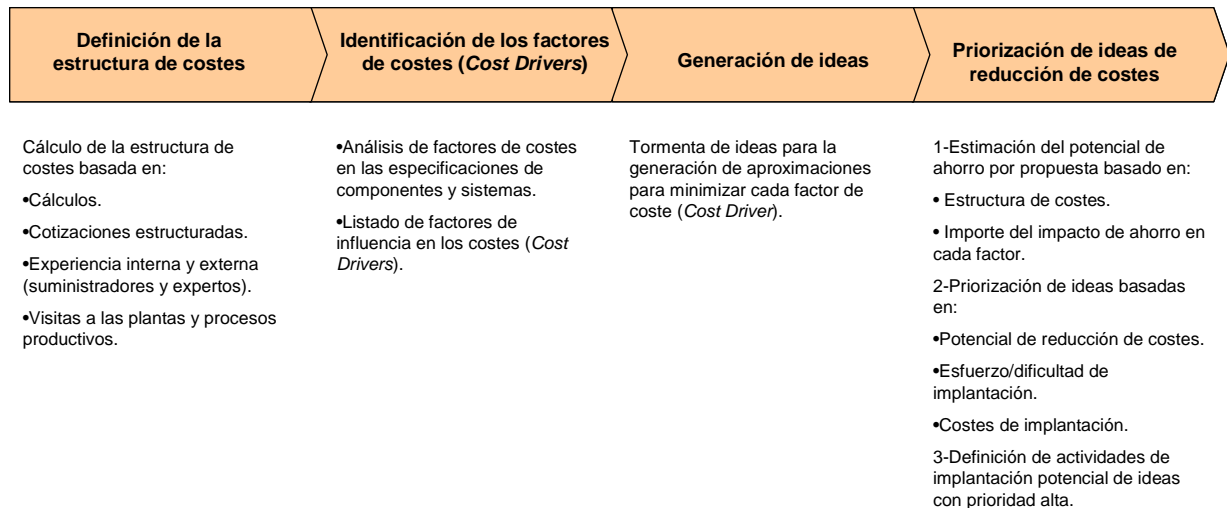 Definición de la
estructura de costes
Identificación de los factores
de costes (Cost Drivers)
Generación de ideas
Priorización de ideas de
reducción de costes
Cálculo de la estructura de
costes basada en:
•Cálculos.
•Cotizaciones estructuradas.
•Experiencia interna y externa
(suministradores y expertos).
•Visitas a las plantas y procesos
productivos.
•Análisis de factores de costes
en las especificaciones de
componentes y sistemas.
•Listado de factores de
influencia en los costes (Cost
Drivers).
Tormenta de ideas para la
generación de aproximaciones
para minimizar cada factor de
coste (Cost Driver).
1-Estimación del potencial de
ahorro por propuesta basado en:
• Estructura de costes.
• Importe del impacto de ahorro en
cada factor.
2-Priorización de ideas basadas
en:
•Potencial de reducción de costes.
•Esfuerzo/dificultad de
implantación.
•Costes de implantación.
3-Definición de actividades de
implantación potencial de ideas
con prioridad alta.